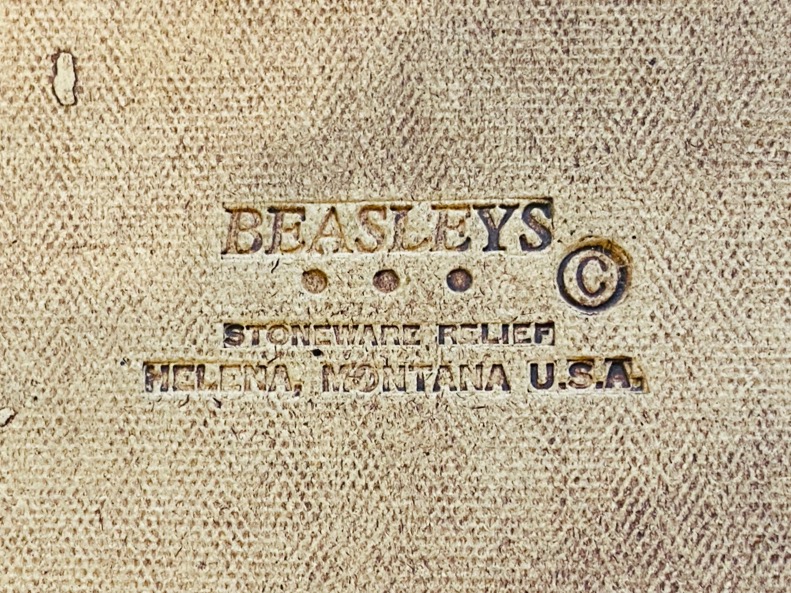 BEASLEYS
©
STONEWARE RELIEF
HELENA, MONTANA U.S.A.